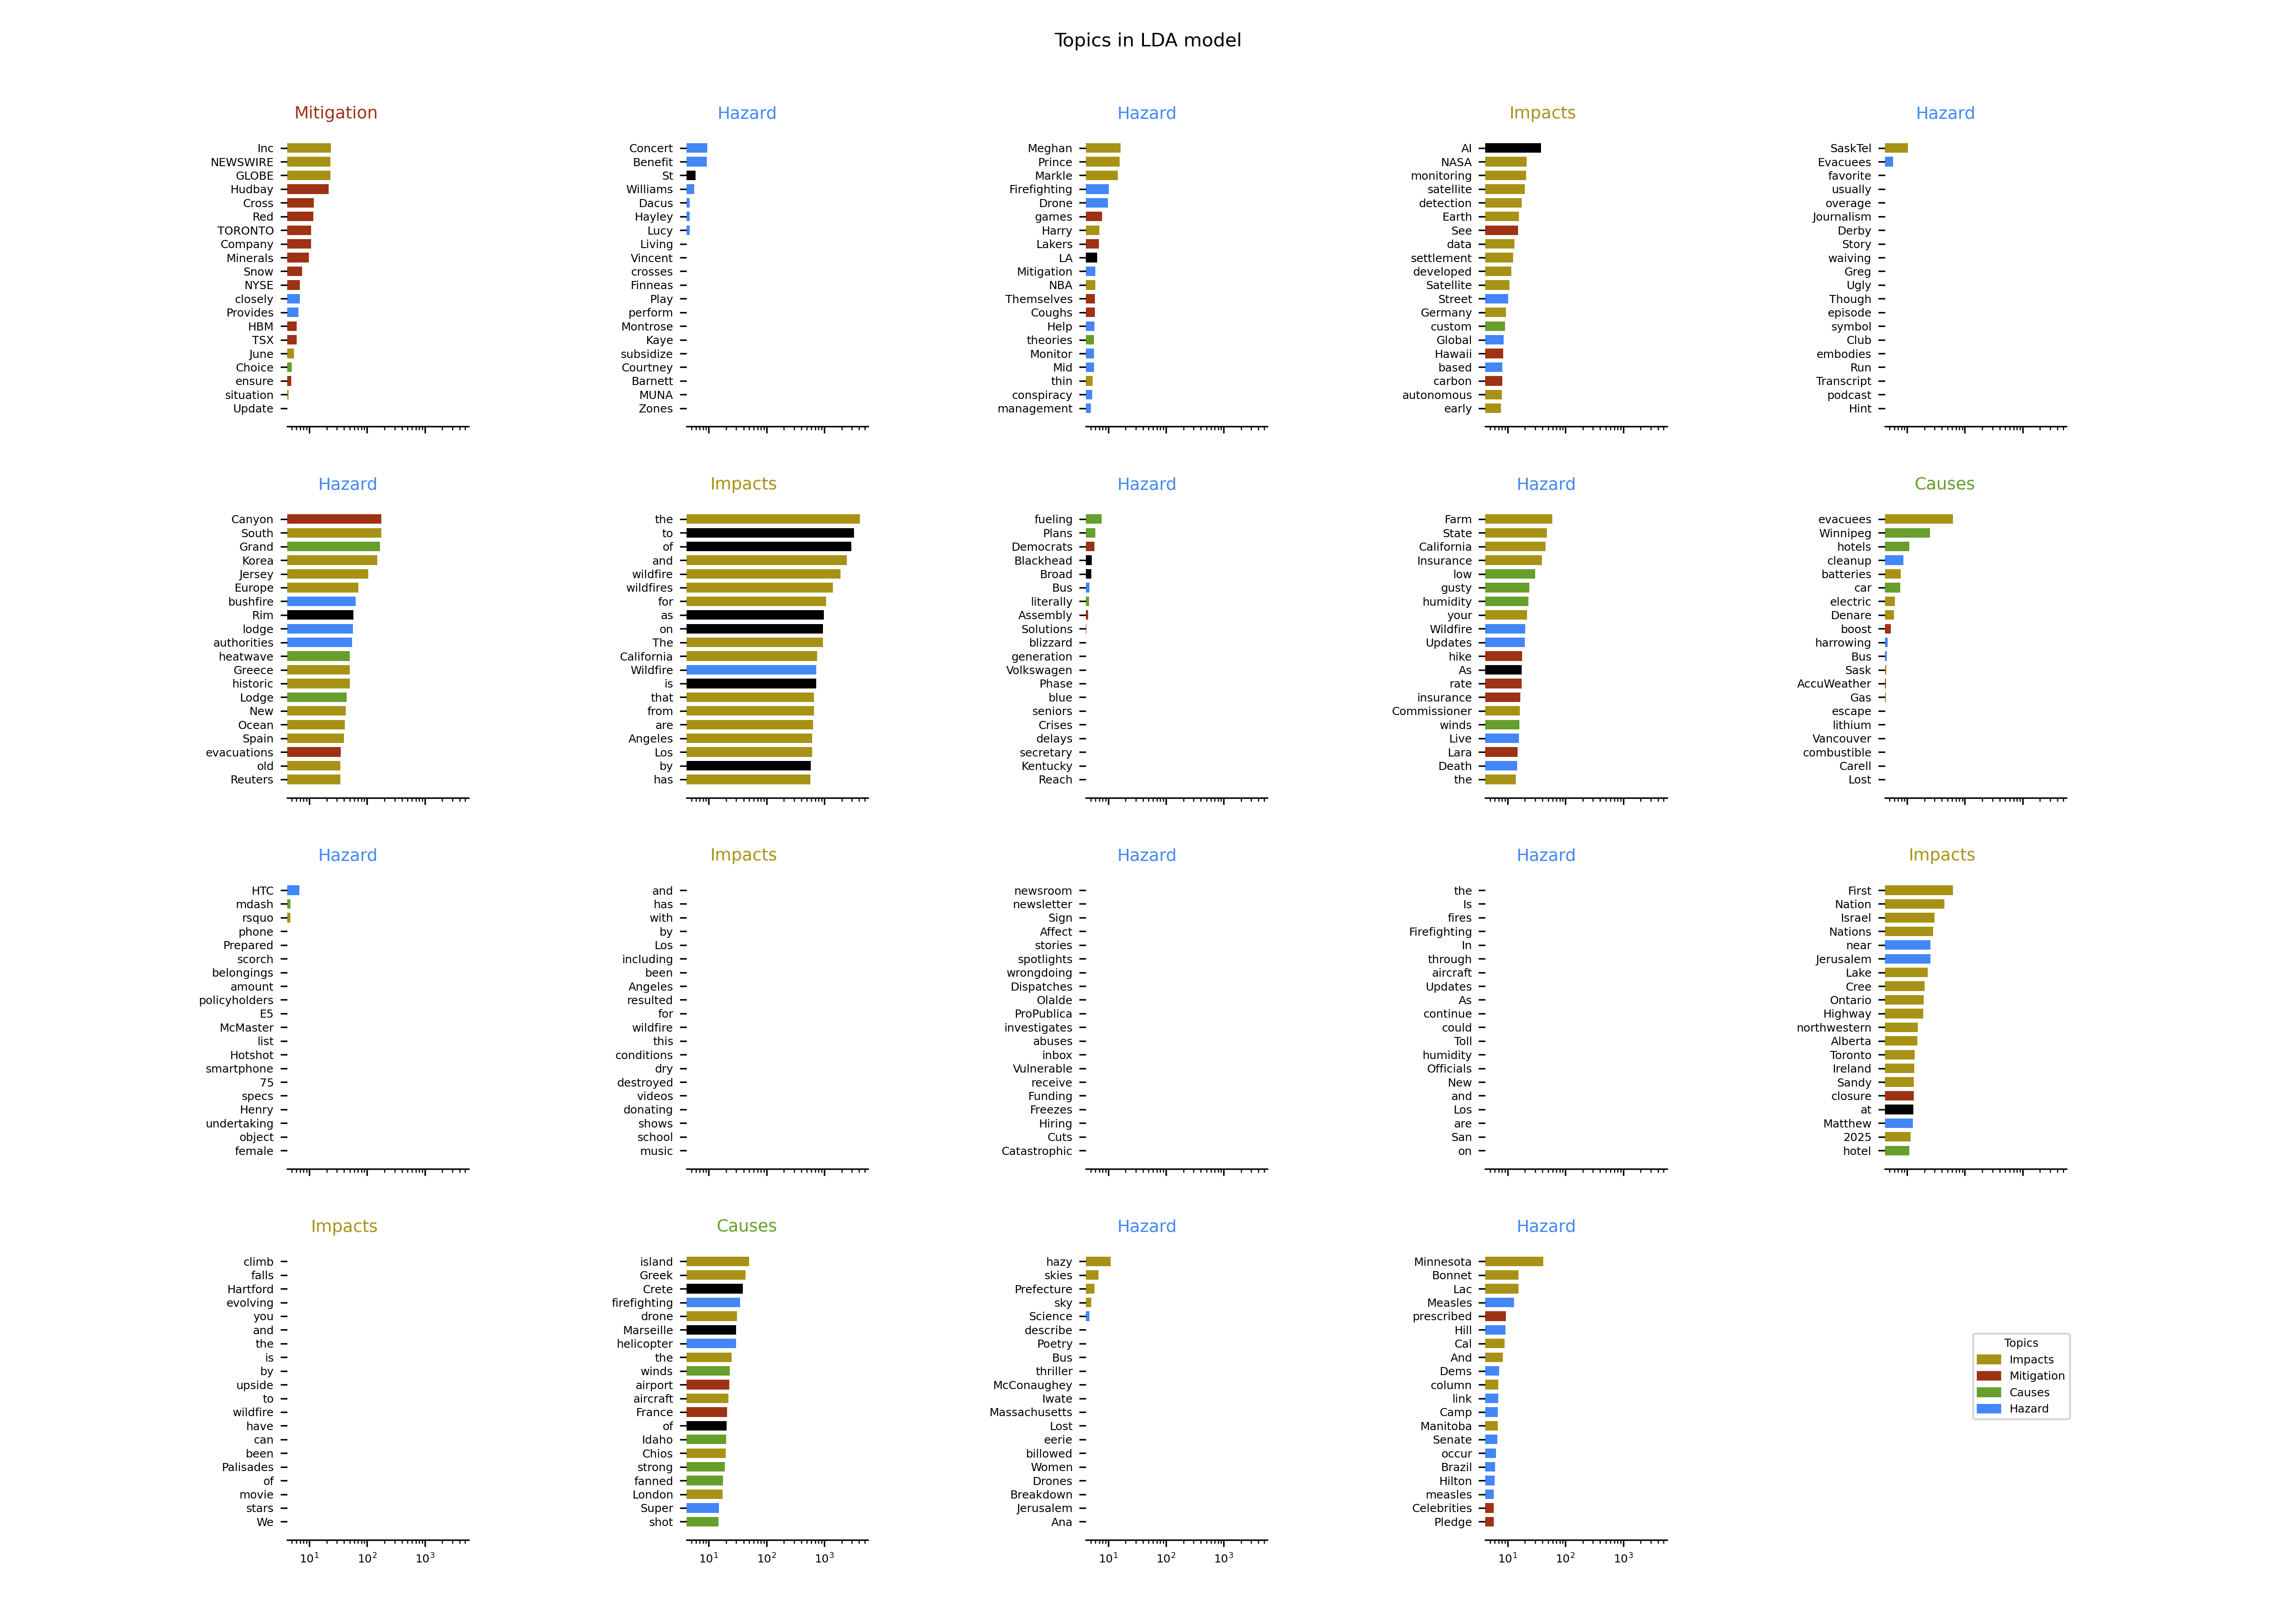 Topics in LDA model
Mitigation
Inc
NEWSWIRE
GLOBE
Hudbay
Cross
Red
TORONTO
Company
Minerals
Snow
NYSE
closely
Provides
HBM
TSX
June
Choice
ensure
situation
Update
Hazard
Concert
Benefit
St
Williams
Dacus
Hayley
Lucy
Living
Vincent
crosses
Finneas
Play
perform
Montrose
Kaye
subsidize
Courtney
Barnett
MUNA
Zones
Hazard
Meghan
Prince
Markle
Firefighting
Drone
games
Harry
Lakers
LA
Mitigation
NBA
Themselves
Coughs
Help
theories
Monitor
Mid
thin
conspiracy
management
Impacts
AI
NASA
monitoring
satellite
detection
Earth
See
data
settlement
developed
Satellite
Street
Germany
custom
Global
Hawaii
based
carbon
autonomous
early
Hazard
SaskTel
Evacuees
favorite
usually
overage
Journalism
Derby
Story
waiving
Greg
Ugly
Though
episode
symbol
Club
embodies
Run
Transcript
podcast
Hint
Hazard
Canyon
South
Grand
Korea
Jersey
Europe
bushfire
Rim
lodge
authorities
heatwave
Greece
historic
Lodge
New
Ocean
Spain
evacuations
old
Reuters
Impacts
the
to
of
and
wildfire
wildfires
for
as
on
The
California
Wildfire
is
that
from
are
Angeles
Los
by
has
Hazard
fueling
Plans
Democrats
Blackhead
Broad
Bus
literally
Assembly
Solutions
blizzard
generation
Volkswagen
Phase
blue
seniors
Crises
delays
secretary
Kentucky
Reach
Hazard
Farm
State
California
Insurance
low
gusty
humidity
your
Wildfire
Updates
hike
As
rate
insurance
Commissioner
winds
Live
Lara
Death
the
Causes
evacuees
Winnipeg
hotels
cleanup
batteries
car
electric
Denare
boost
harrowing
Bus
Sask
AccuWeather
Gas
escape
lithium
Vancouver
combustible
Carell
Lost
Hazard
HTC
mdash
rsquo
phone
Prepared
scorch
belongings
amount
policyholders
E5
McMaster
list
Hotshot
smartphone
75
specs
Henry
undertaking
object
female
Impacts
and
has
with
by
Los
including
been
Angeles
resulted
for
wildfire
this
conditions
dry
destroyed
videos
donating
shows
school
music
Hazard
newsroom
newsletter
Sign
Affect
stories
spotlights
wrongdoing
Dispatches
Olalde
ProPublica
investigates
abuses
inbox
Vulnerable
receive
Funding
Freezes
Hiring
Cuts
Catastrophic
Hazard
the
Is
fires
Firefighting
In
through
aircraft
Updates
As
continue
could
Toll
humidity
Officials
New
and
Los
are
San
on
Impacts
First
Nation
Israel
Nations
near
Jerusalem
Lake
Cree
Ontario
Highway
northwestern
Alberta
Toronto
Ireland
Sandy
closure
at
Matthew
2025
hotel
Impacts
climb
falls
Hartford
evolving
you
and
the
is
by
upside
to
wildfire
have
can
been
Palisades
of
movie
stars
We
10¹ 10² 10³
Causes
island
Greek
Crete
firefighting
drone
Marseille
helicopter
the
winds
airport
aircraft
France
of
Idaho
Chios
strong
fanned
London
Super
shot
10¹ 10² 10³
Hazard
hazy
skies
Prefecture
sky
Science
describe
Poetry
Bus
thriller
McConaughey
Iwate
Massachusetts
Lost
eerie
billowed
Women
Drones
Breakdown
Jerusalem
Ana
10¹ 10² 10³
Hazard
Minnesota
Bonnet
Lac
Measles
prescribed
Hill
Cal
And
Dems
column
link
Camp
Manitoba
Senate
occur
Brazil
Hilton
measles
Celebrities
Pledge
10¹ 10² 10³
Topics
Impacts
Mitigation
Causes
Hazard